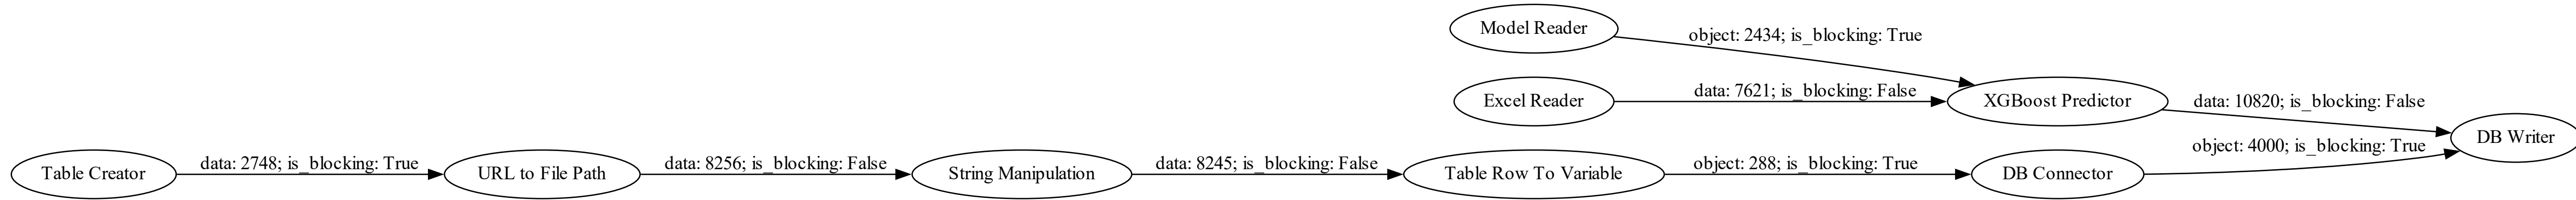 Model Reader
object: 2434; is_blocking: True
Excel Reader
data: 7621; is_blocking: False
XGBoost Predictor
data: 10820; is_blocking: False
DB Writer
Table Creator
data: 2748; is_blocking: True
URL to File Path
data: 8256; is_blocking: False
String Manipulation
data: 8245; is_blocking: False
Table Row To Variable
object: 288; is_blocking: True
DB Connector
object: 4000; is_blocking: True